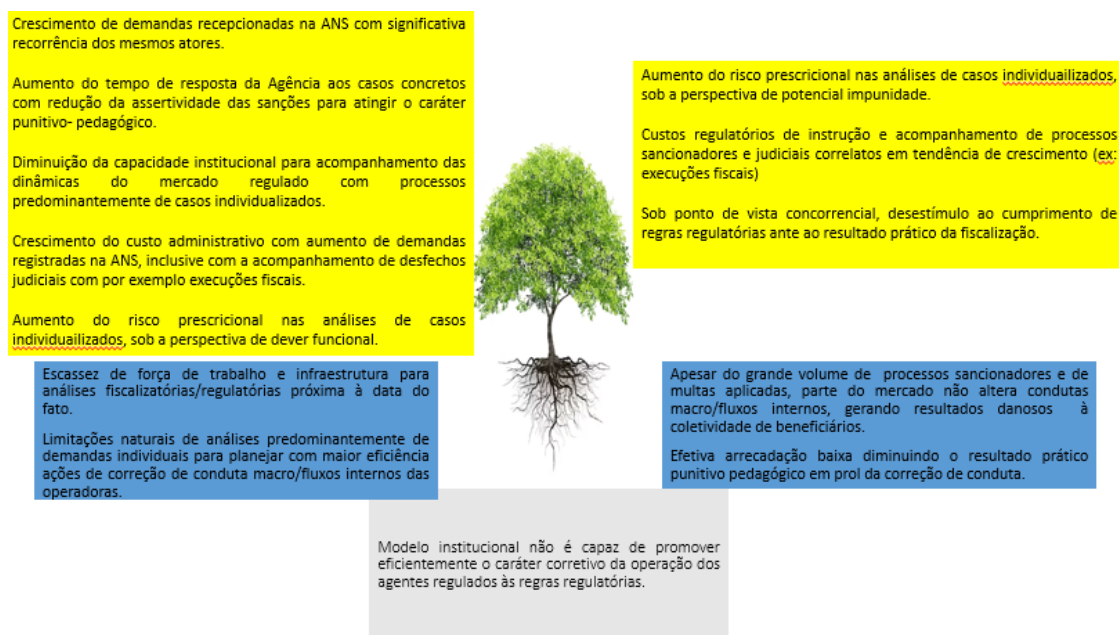 Crescimento de demandas recepcionadas na ANS com significativa
recorrência dos mesmos atores.
Aumento do tempo de resposta da Agência aos casos concretos
com redução da assertividade das sanções para atingir o caráter
punitivo- pedagógico.
Diminuição da capacidade institucional para acompanhamento das
dinâmicas do mercado regulado com processos
predominantemente de casos individualizados.
Crescimento do custo administrativo com aumento de demandas
registradas na ANS, inclusive com a acompanhamento de desfechos
judiciais com por exemplo execuções fiscais.
Aumento do risco prescricional nas análises de casos
individuailizados, sob a perspectiva de dever funcional.
Aumento do risco prescricional nas análises de casos individuailizados,
sob a perspectiva de potencial impunidade.
Custos regulatórios de instrução e acompanhamento de processos
sancionadores e judiciais correlatos em tendência de crescimento (ex:
execuções fiscais)
Sob ponto de vista concorrencial, desestímulo ao cumprimento de
regras regulatórias ante ao resultado prático da fiscalização.
Escassez de força de trabalho e infraestrutura para
análises fiscalizatórias/regulatórias próxima à data do
fato.
Limitações naturais de análises predominantemente de
demandas individuais para planejar com maior eficiência
ações de correção de conduta macro/fluxos internos das
operadoras.
Apesar do grande volume de processos sancionadores e de
multas aplicadas, parte do mercado não altera condutas
macro/fluxos internos, gerando resultados danosos à
coletividade de beneficiários.
Efetiva arrecadação baixa diminuindo o resultado prático
punitivo pedagógico em prol da correção de conduta.
Modelo institucional não é capaz de promover
eficientemente o caráter corretivo da operação dos
agentes regulados às regras regulatórias.